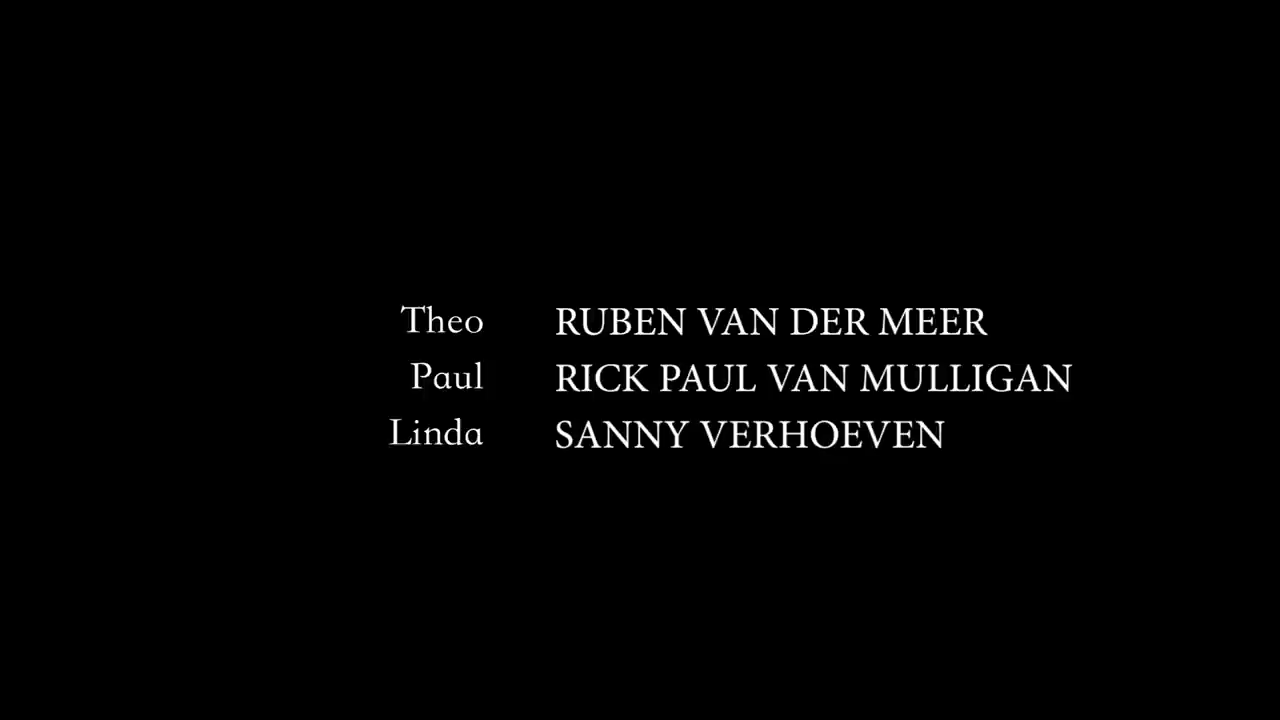 Theo RUBEN VAN DER MEER
Paul RICK PAUL VAN MULLIGAN
Linda SANNY VERHOEVEN